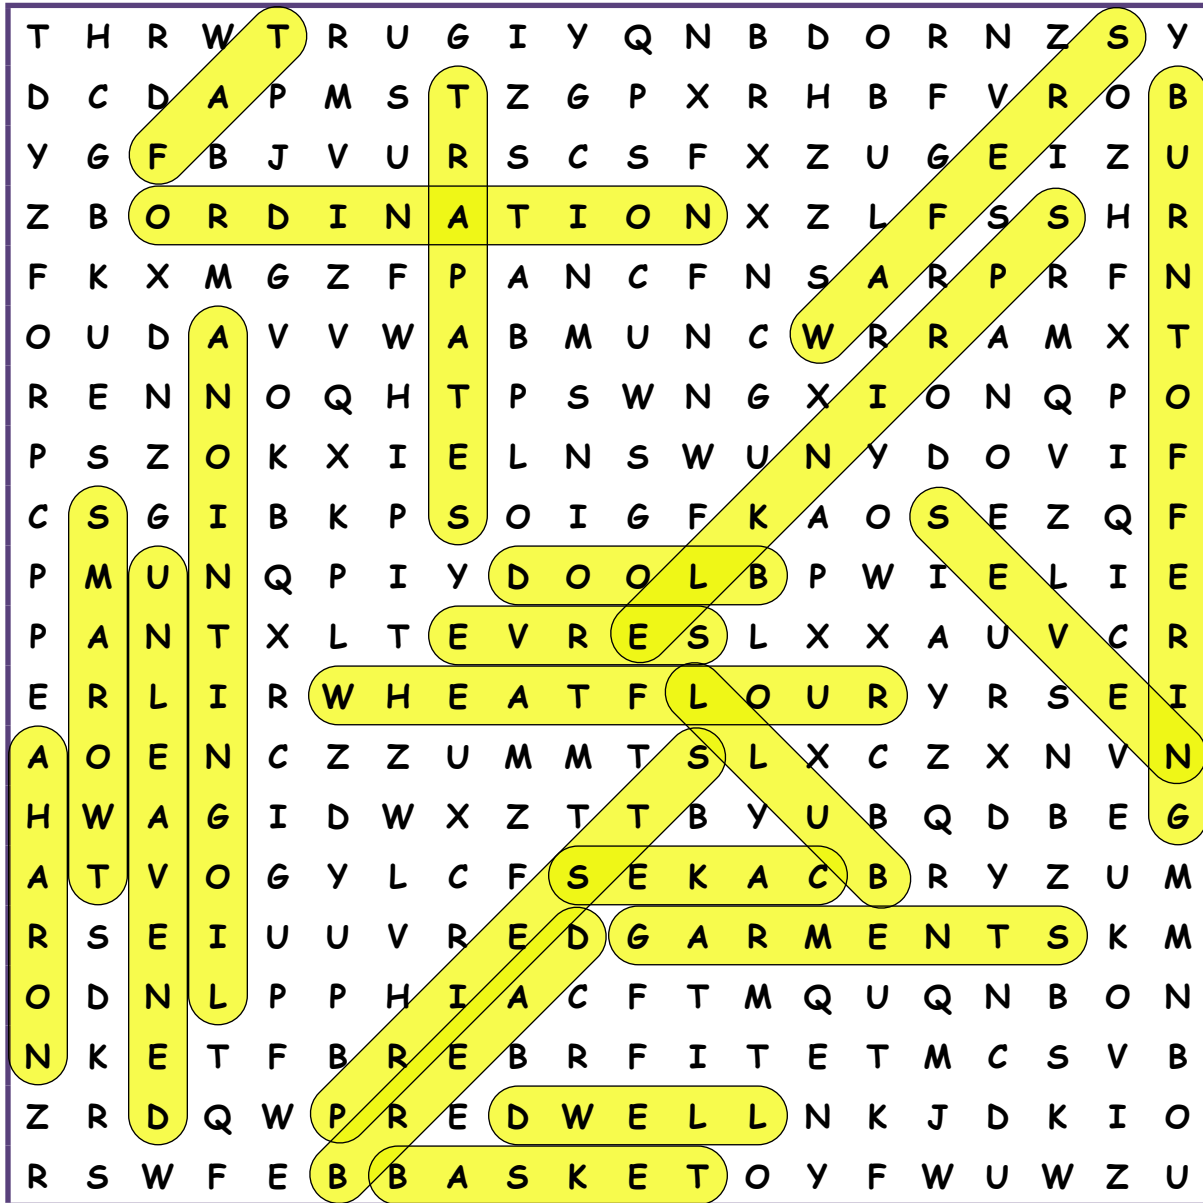 T H R W T R U G I Y Q N B D O R N Z S Y
D C D A P M S T Z G P X R H B F V R O B
Y G F B J V U R S C S F X Z U G E I Z U
Z B O R D I N A T I O N X Z L F S S H R
F K X M G Z F P A N C F N S A R P R F N
O U D A V V W A B M U N C W R R A M X T
R E N N O Q H T P S W N G X I O N Q P O
P S Z O K X I E L N S W U N Y D O V I F
C S G I B K P S O I G F K A O S E Z Q F
P M U N Q P I Y D O O L B P W I E L I E
P A N T X L T E V R E S L X X A U V C R
E R L I R W H E A T F L O U R Y R S E I
A O E N C Z Z U M M T S L X C Z X N V N
H W A G I D W X Z T T B Y U B Q D B E G
A T V O G Y L C F S E K A C B R Y Z U M
R S E I U U V R E D G A R M E N T S K M
O D N L P P H I A C F T M Q U Q N B O N
N K E T F B R E B R F I T E T M C S V B
Z R D Q W P R E D W E L L N K J D K I O
R S W F E B B A S K E T O Y F W U W Z U